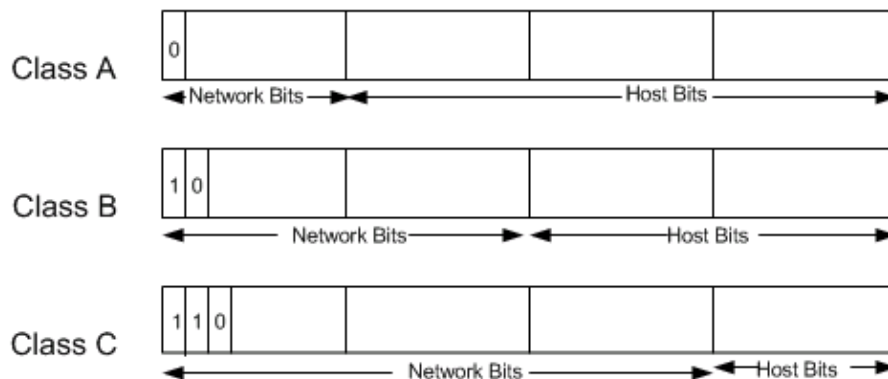 0
Class A
Network Bits Host Bits
1 0
Class B
Network Bits Host Bits
1 1 0
Class C
Network Bits Host Bits